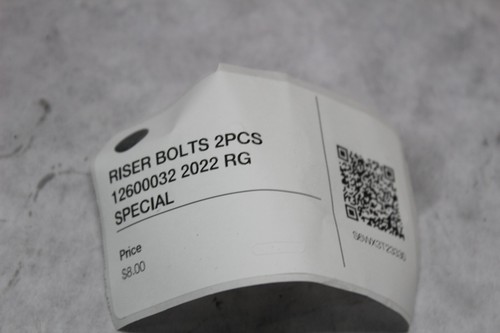 RISER BOLTS 2PCS
12600032 2022 RG
SPECIAL
Price
$8.00